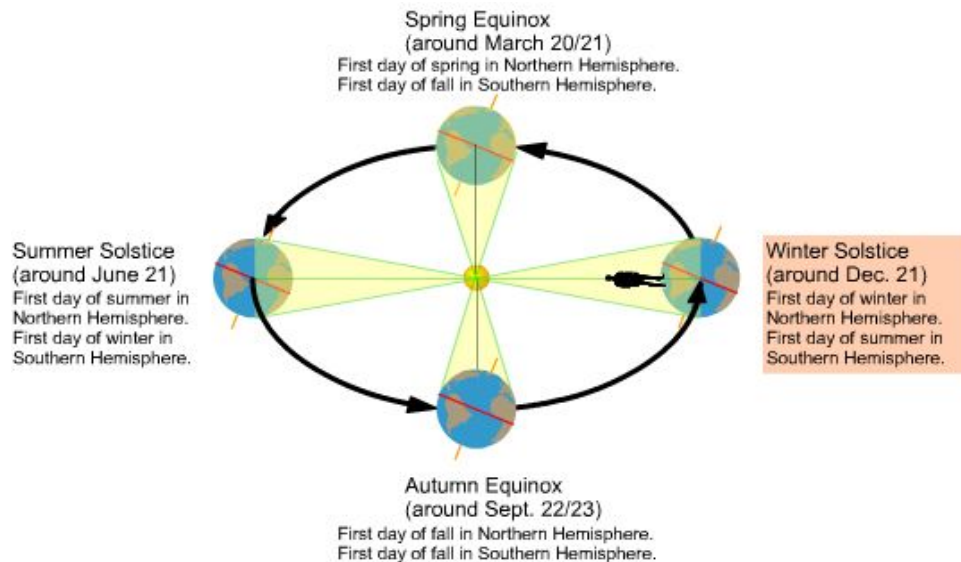 Spring Equinox
(around March 20/21)
First day of spring in Northern Hemisphere.
First day of fall in Southern Hemisphere.
Summer Solstice
(around June 21)
First day of summer in
Northern Hemisphere.
First day of winter in
Southern Hemisphere.
Winter Solstice
(around Dec. 21)
First day of winter in
Northern Hemisphere.
First day of summer in
Southern Hemisphere.
Autumn Equinox
(around Sept. 22/23)
First day of fall in Northern Hemisphere.
First day of fall in Southern Hemisphere.